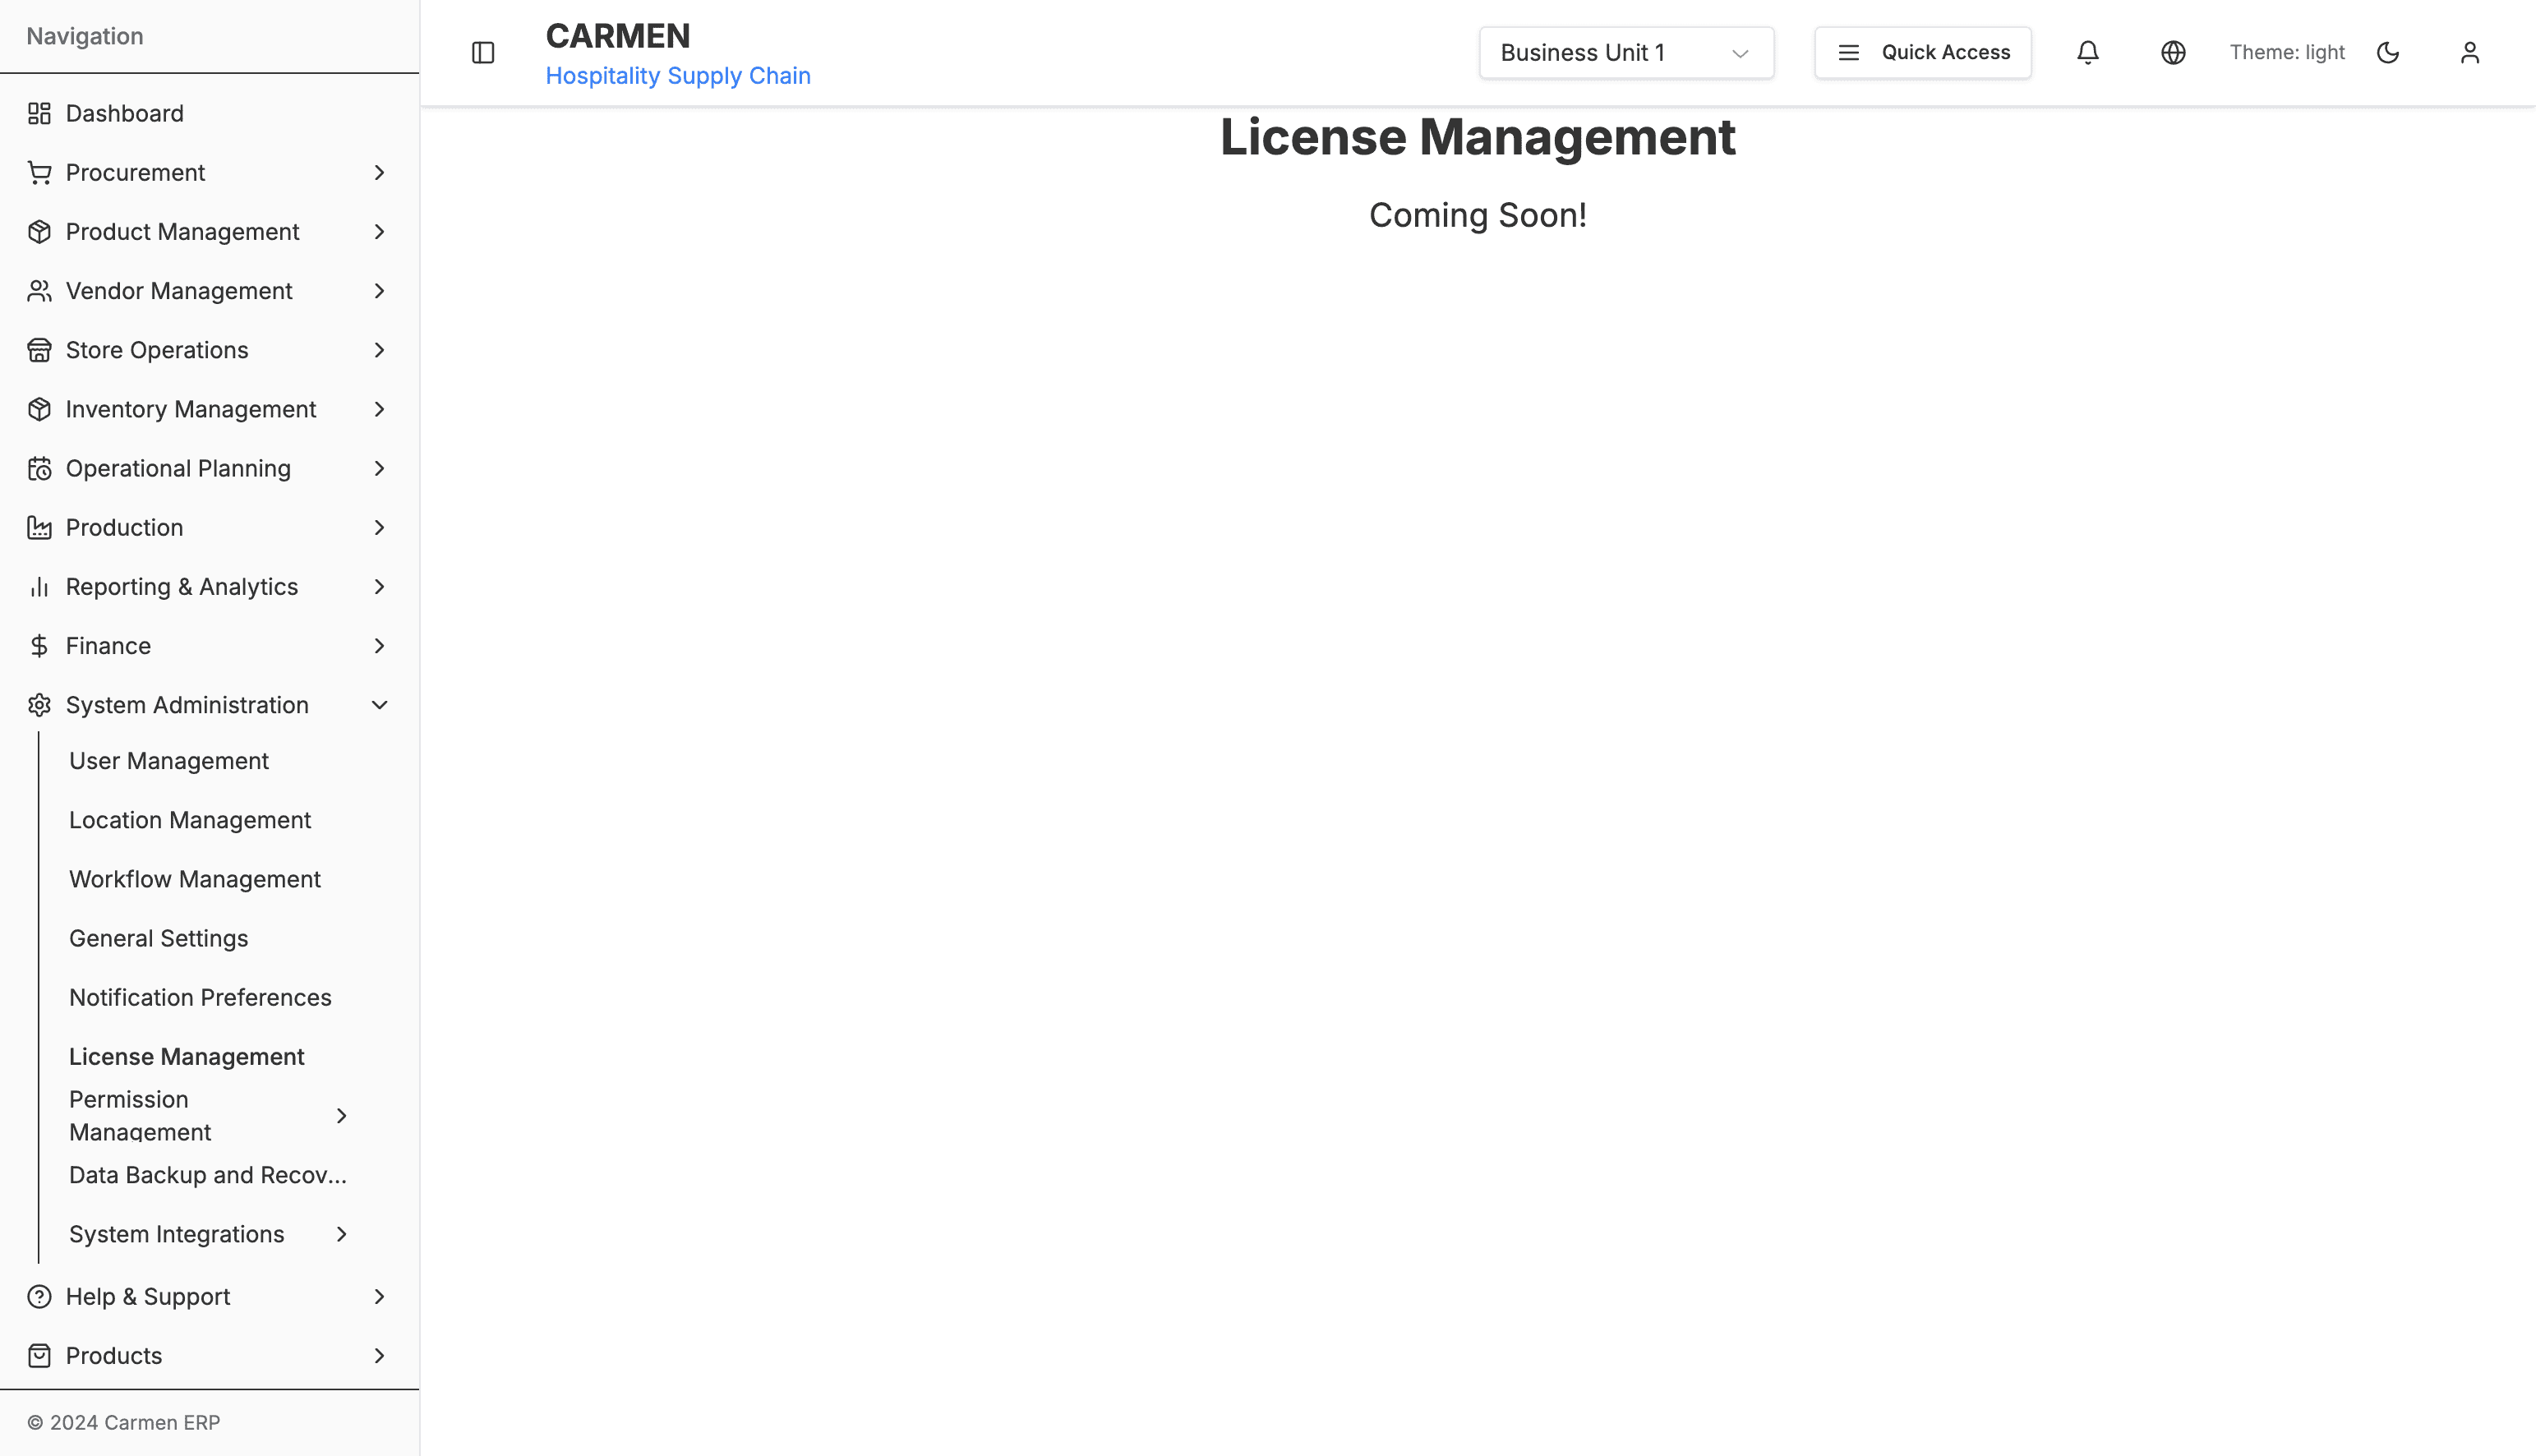 Navigation
Dashboard
Procurement
Product Management
Vendor Management
Store Operations
Inventory Management
Operational Planning
Production
Reporting & Analytics
Finance
System Administration
User Management
Location Management
Workflow Management
General Settings
Notification Preferences
License Management
Permission
Management
Data Backup and Recov...
System Integrations
Help & Support
Products
© 2024 Carmen ERP
CARMEN
Hospitality Supply Chain
Business Unit 1
Quick Access
Theme: light
License Management
Coming Soon!